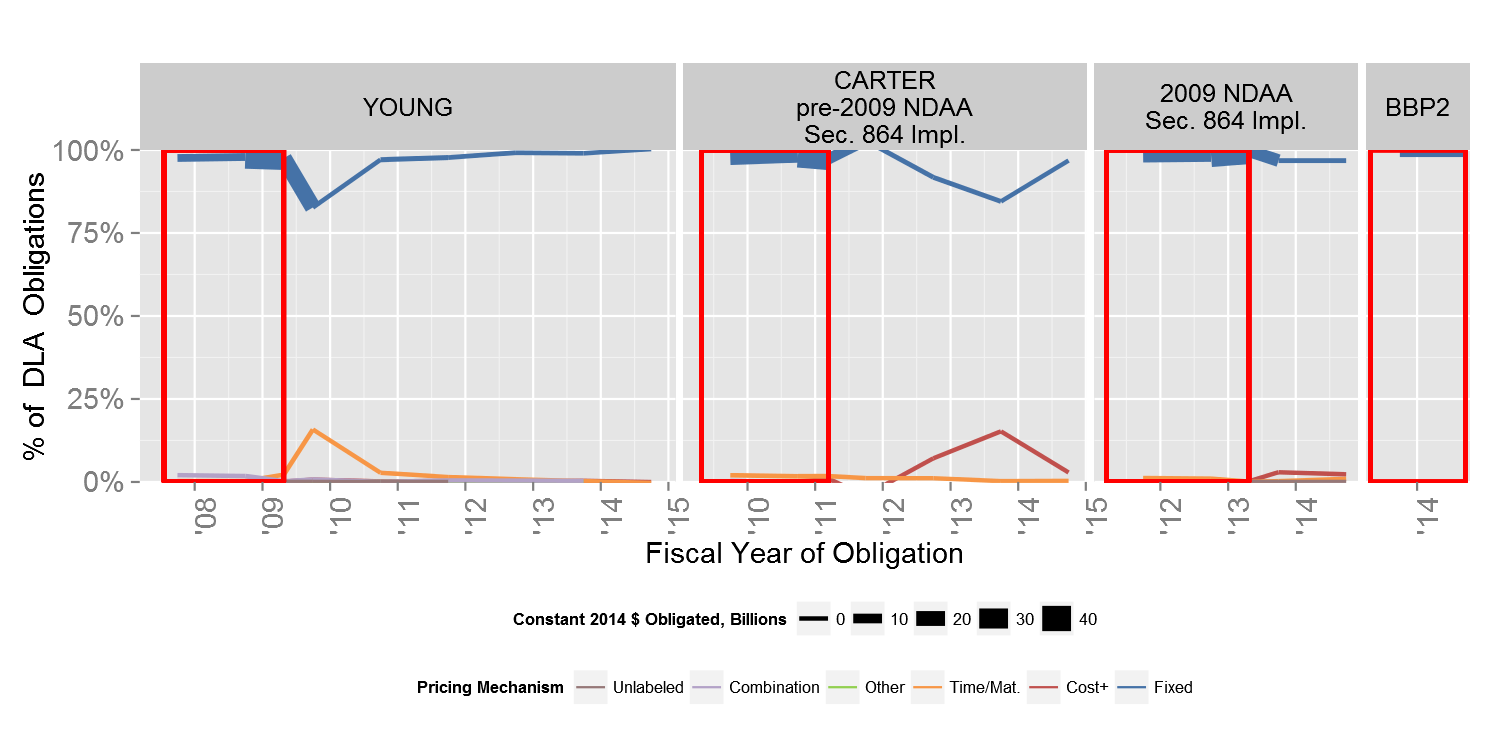 YOUNG
CARTER
pre-2009 NDAA
Sec. 864 Impl.
2009 NDAA
Sec. 864 Impl.
BBP2
% of  DLA  Obligations
100%
75%
50%
25%
0%
'08 '09 '10 '11 '12 '13 '14 '15
'10 '11 '12 '13 '14 '15
'12 '13 '14
'14
Fiscal Year of Obligation
Constant 2014 $ Obligated, Billions 0 10 20 30 40
Pricing Mechanism Unlabeled Combination Other Time/Mat. Cost+ Fixed